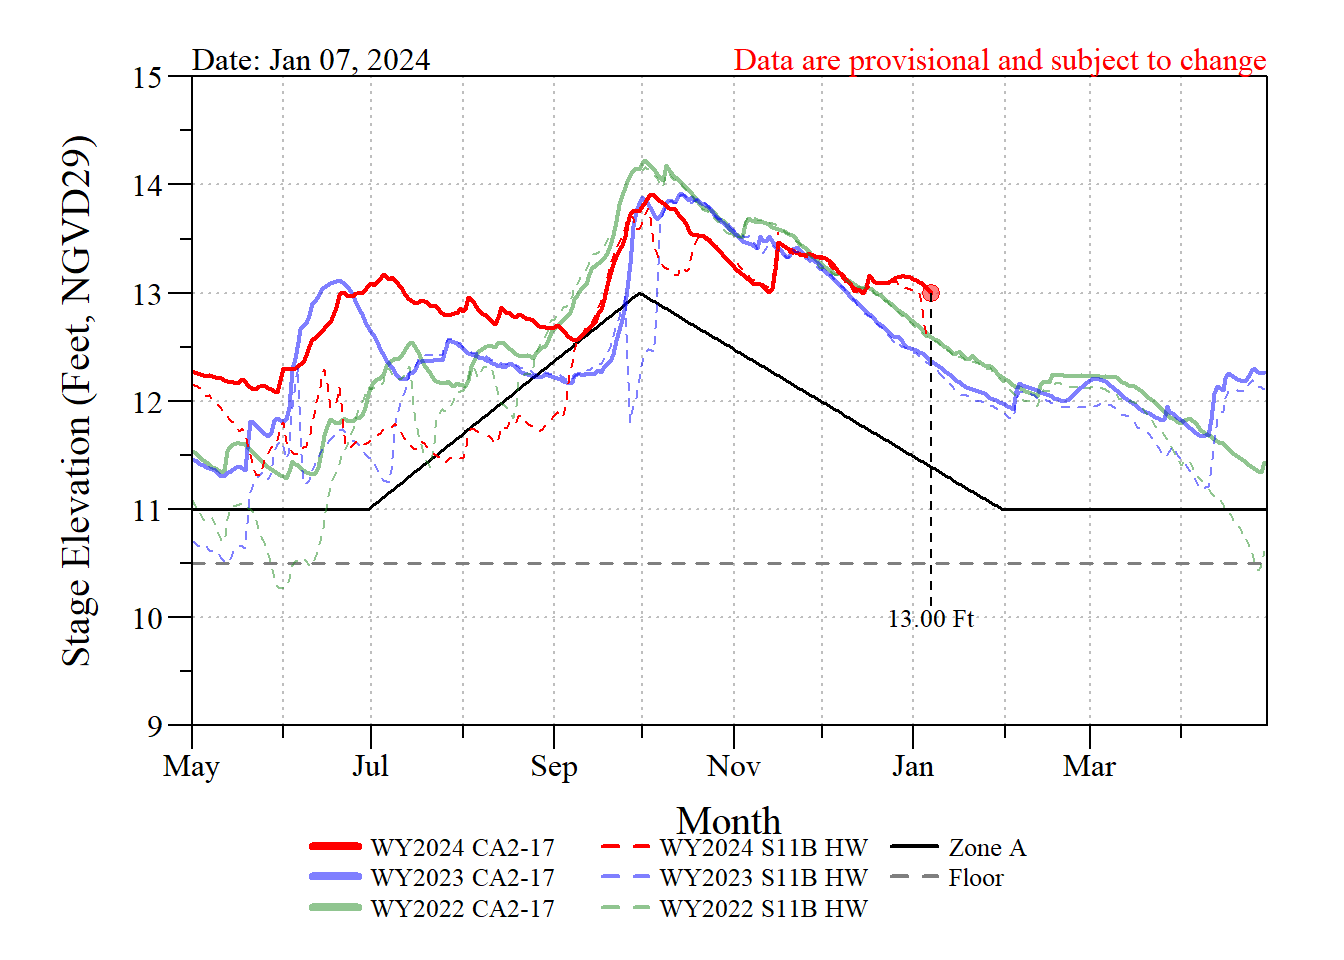 Date: Jan 07, 2024
Data are provisional and subject to change
Stage Elevation (Feet, NGVD29)
15
14
13
12
11
10
9
13.00 Ft
May
Jul
Sep
Nov
Jan
Mar
Month
WY2024 CA2-17
WY2024 S11B HW
Zone A
WY2023 CA2-17
WY2023 S11B HW
Floor
WY2022 CA2-17
WY2022 S11B HW